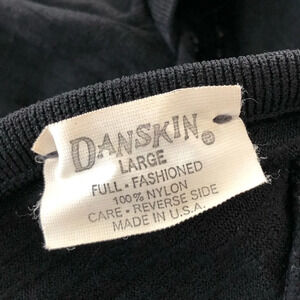 DANSKIN®
LARGE
FULL • FASHIONED
100% NYLON
CARE • REVERSE SIDE
MADE IN U.S.A.